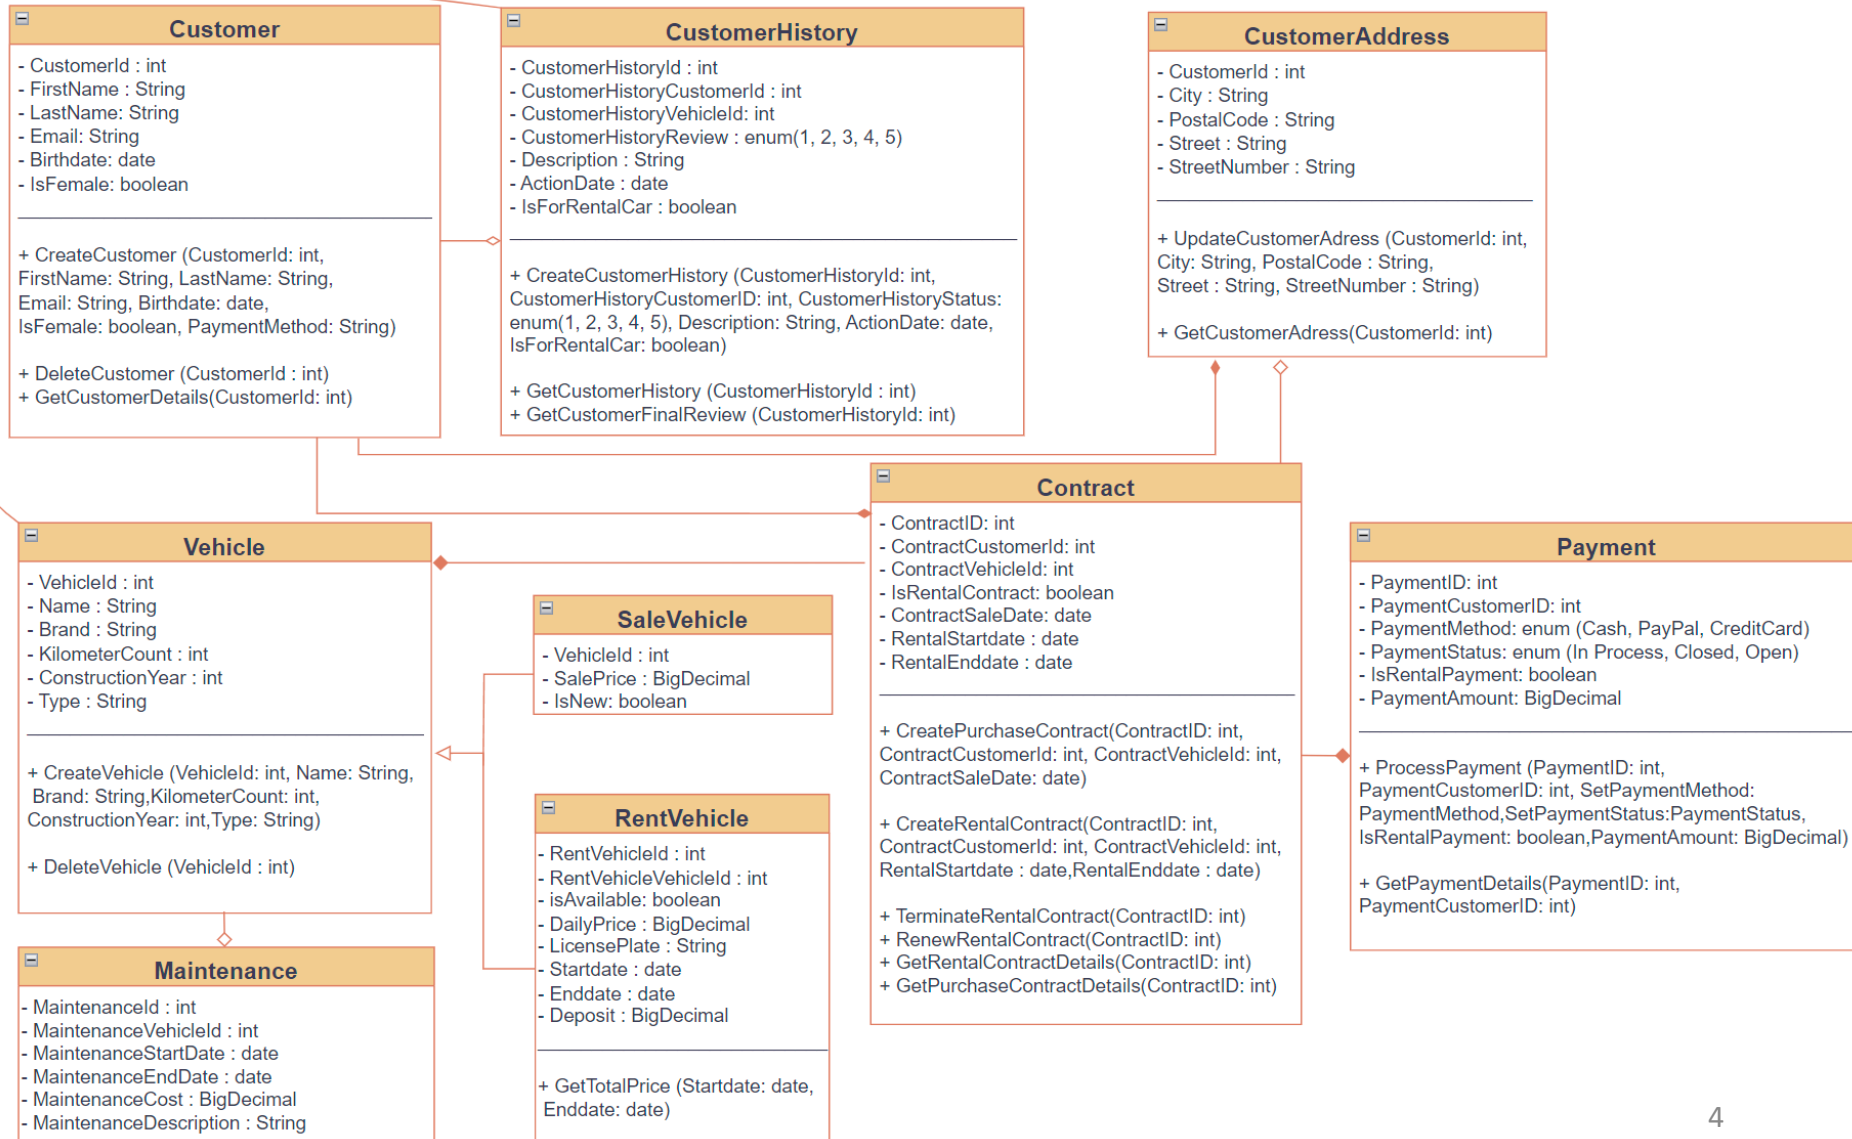 Customer
- CustomerId : int
- FirstName : String
- LastName: String
- Email: String
- Birthdate: date
- IsFemale: boolean
+ CreateCustomer (CustomerId: int,
FirstName: String, LastName: String,
Email: String, Birthdate: date,
IsFemale: boolean, PaymentMethod: String)
+ DeleteCustomer (CustomerId : int)
+ GetCustomerDetails(CustomerId: int)
CustomerHistory
- CustomerHistoryId : int
- CustomerHistoryCustomerId : int
- CustomerHistoryVehicleId: int
- CustomerHistoryReview : enum(1, 2, 3, 4, 5)
- Description : String
- ActionDate : date
- IsForRentalCar : boolean
+ CreateCustomerHistory (CustomerHistoryId: int,
CustomerHistoryCustomerID: int, CustomerHistoryStatus:
enum(1, 2, 3, 4, 5), Description: String, ActionDate: date,
IsForRentalCar: boolean)
+ GetCustomerHistory (CustomerHistoryId : int)
+ GetCustomerFinalReview (CustomerHistoryId: int)
CustomerAddress
- CustomerId : int
- City : String
- PostalCode : String
- Street : String
- StreetNumber : String
+ UpdateCustomerAdress (CustomerId: int,
City: String, PostalCode : String,
Street : String, StreetNumber : String)
+ GetCustomerAdress(CustomerId: int)
Vehicle
- VehicleId : int
- Name : String
- Brand : String
- KilometerCount : int
- ConstructionYear : int
- Type : String
+ CreateVehicle (VehicleId: int, Name: String,
Brand: String,KilometerCount: int,
ConstructionYear: int,Type: String)
+ DeleteVehicle (VehicleId : int)
SaleVehicle
- VehicleId : int
- SalePrice : BigDecimal
- IsNew: boolean
RentVehicle
- RentVehicleId : int
- RentVehicleVehicleId : int
- isAvailable: boolean
- DailyPrice : BigDecimal
- LicensePlate : String
- Startdate : date
- Enddate : date
- Deposit : BigDecimal
+ GetTotalPrice (Startdate: date,
Enddate: date)
Contract
- ContractID: int
- ContractCustomerId: int
- ContractVehicleId: int
- IsRentalContract: boolean
- ContractSaleDate: date
- RentalStartdate : date
- RentalEnddate : date
+ CreatePurchaseContract(ContractID: int,
ContractCustomerId: int, ContractVehicleId: int,
ContractSaleDate: date)
+ CreateRentalContract(ContractID: int,
ContractCustomerId: int, ContractVehicleId: int,
RentalStartdate : date,RentalEnddate : date)
+ TerminateRentalContract(ContractID: int)
+ RenewRentalContract(ContractID: int)
+ GetRentalContractDetails(ContractID: int)
+ GetPurchaseContractDetails(ContractID: int)
Payment
- PaymentID: int
- PaymentCustomerID: int
- PaymentMethod: enum (Cash, PayPal, CreditCard)
- PaymentStatus: enum (In Process, Closed, Open)
- IsRentalPayment: boolean
- PaymentAmount: BigDecimal
+ ProcessPayment (PaymentID: int,
PaymentCustomerID: int, SetPaymentMethod:
PaymentMethod,SetPaymentStatus:PaymentStatus,
IsRentalPayment: boolean,PaymentAmount: BigDecimal)
+ GetPaymentDetails(PaymentID: int,
PaymentCustomerID: int)
Maintenance
- MaintenanceId : int
- MaintenanceVehicleId : int
- MaintenanceStartDate : date
- MaintenanceEndDate : date
- MaintenanceCost : BigDecimal
- MaintenanceDescription : String
4